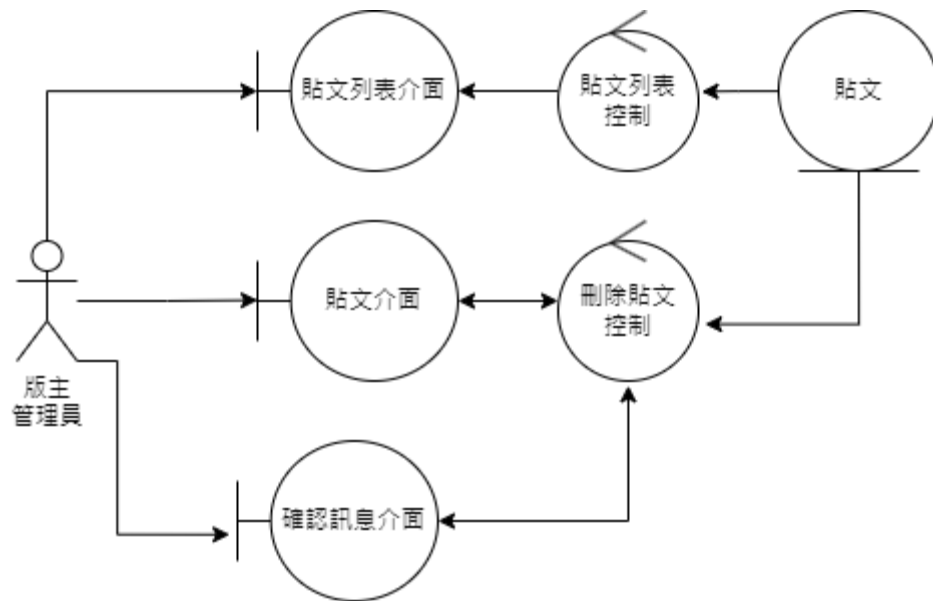 貼文列表介面
貼文列表
控制
貼文
貼文介面
刪除貼文
控制
版主
管理員
確認訊息介面